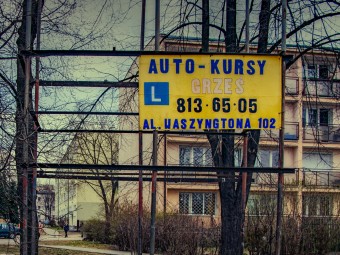 AUTO-KURSY
GRZEŚ
L 813·65·05
AL. WASZYNGTONA 102